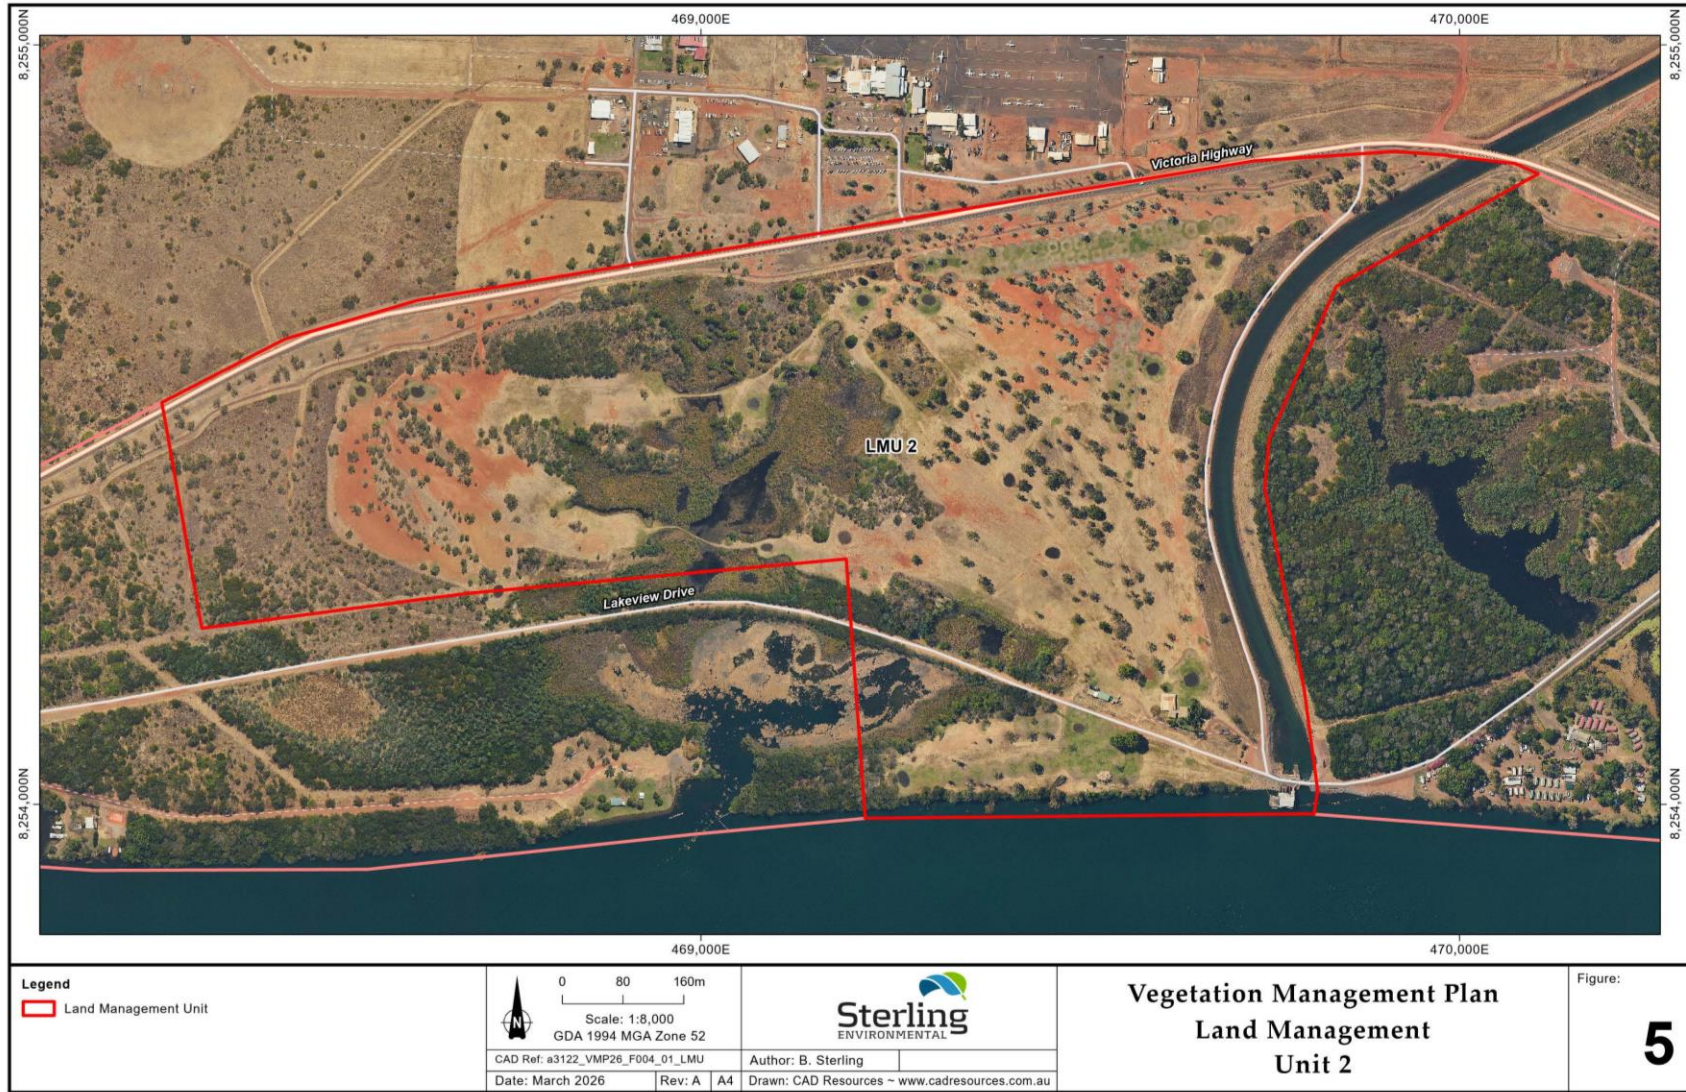 469,000E
470,000E
8,255,000N
8,255,000N
Victoria Highway
LMU 2
Lakeview Drive
8,254,000N
8,254,000N
469,000E
470,000E
Legend
Land Management Unit
0 80 160m
N
Scale: 1:8,000
GDA 1994 MGA Zone 52
CAD Ref: a3122_VMP26_F004_01_LMU
Date: March 2026
Rev: A
A4
Sterling
ENVIRONMENTAL
Author: B. Sterling
Drawn: CAD Resources ~ www.cadresources.com.au
Vegetation Management Plan
Land Management
Unit 2
Figure:
5